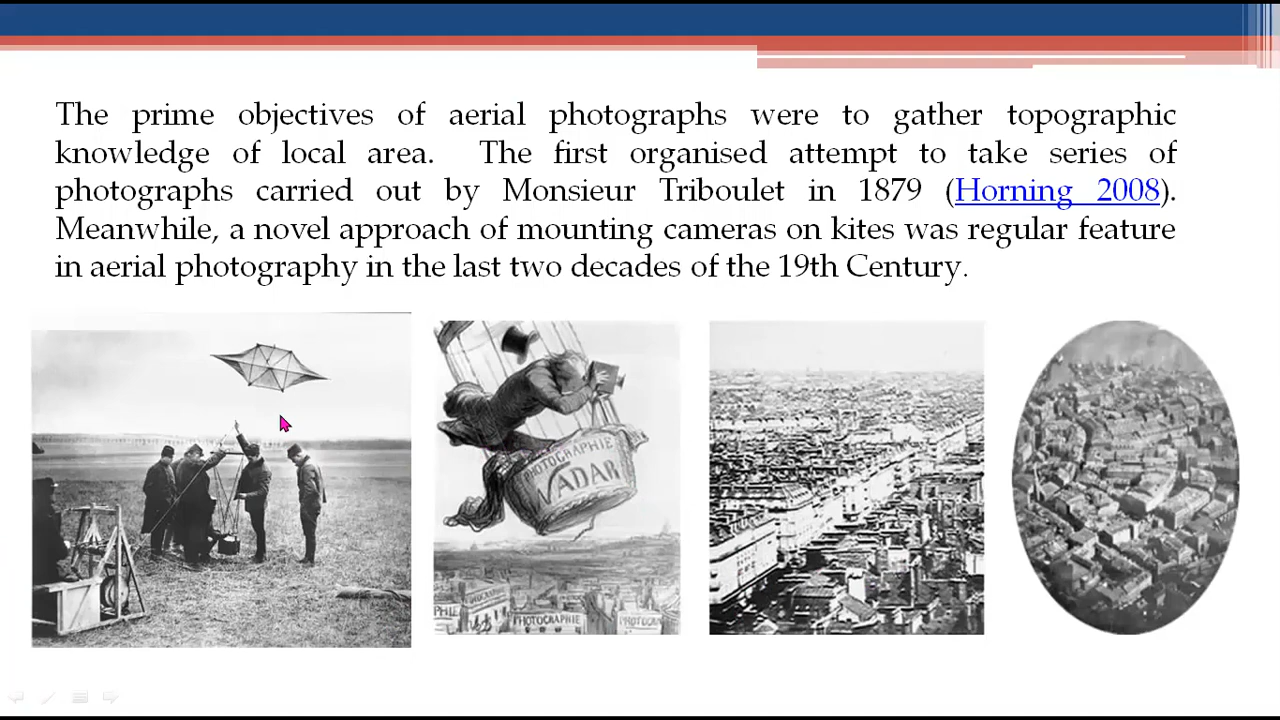 The prime objectives of aerial photographs were to gather topographic
knowledge of local area. The first organised attempt to take series of
photographs carried out by Monsieur Triboulet in 1879 (Horning 2008).
Meanwhile, a novel approach of mounting cameras on kites was regular feature
in aerial photography in the last two decades of the 19th Century.
PHOTOGRAPHIE
NADAR
PHOTOGRAPHIE